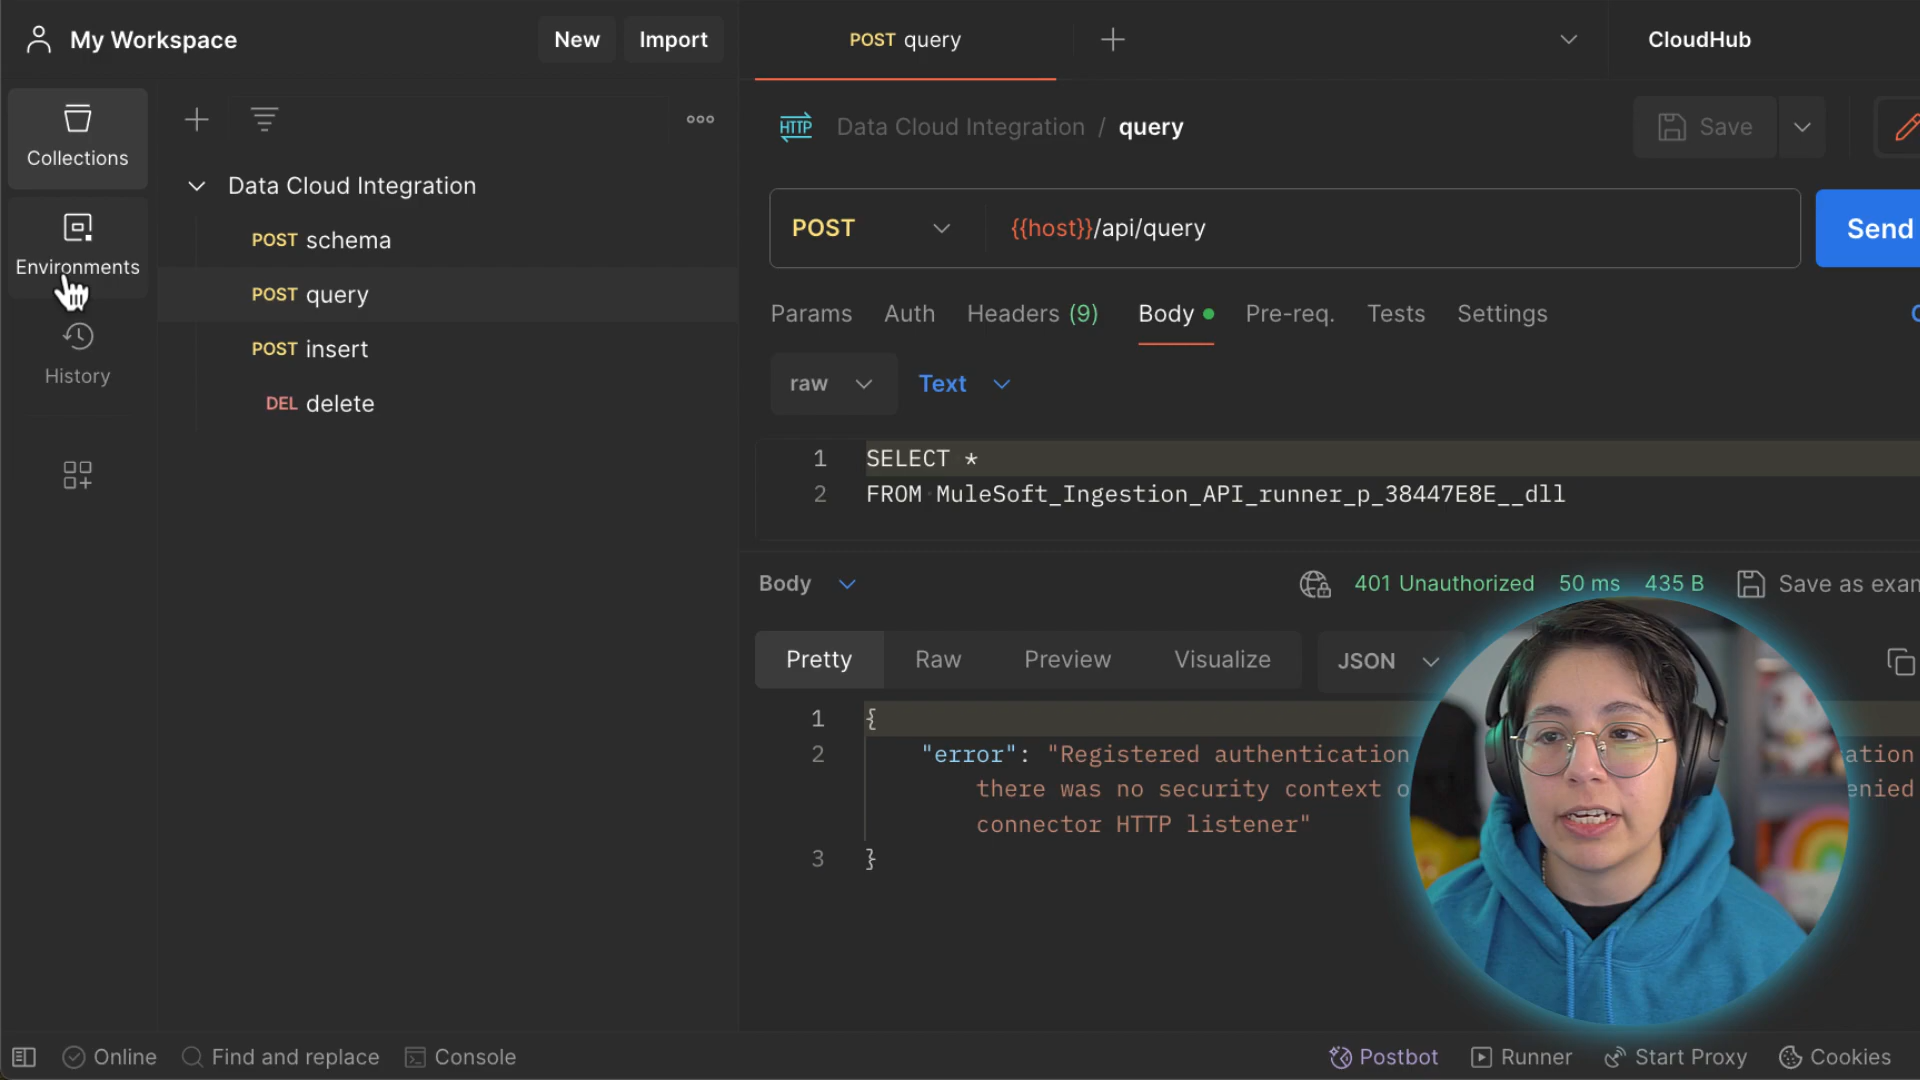 My Workspace
New
Import
POST query
CloudHub
Collections
Environments
History
Data Cloud Integration
POST schema
POST query
POST insert
DEL delete
HTTP
Data Cloud Integration / query
Save
POST
{{host}}/api/query
Send
Params
Auth
Headers (9)
Body
Pre-req.
Tests
Settings
raw
Text
1 SELECT *
2 FROM MuleSoft_Ingestion_API_runner_p_38447E8E__dll
Body
401 Unauthorized
50 ms
435 B
Save as exam
Pretty
Raw
Preview
Visualize
JSON
1 {
2 "error": "Registered authentication
there was no security context
connector HTTP listener"
3 }
Online
Find and replace
Console
Postbot
Runner
Start Proxy
Cookies